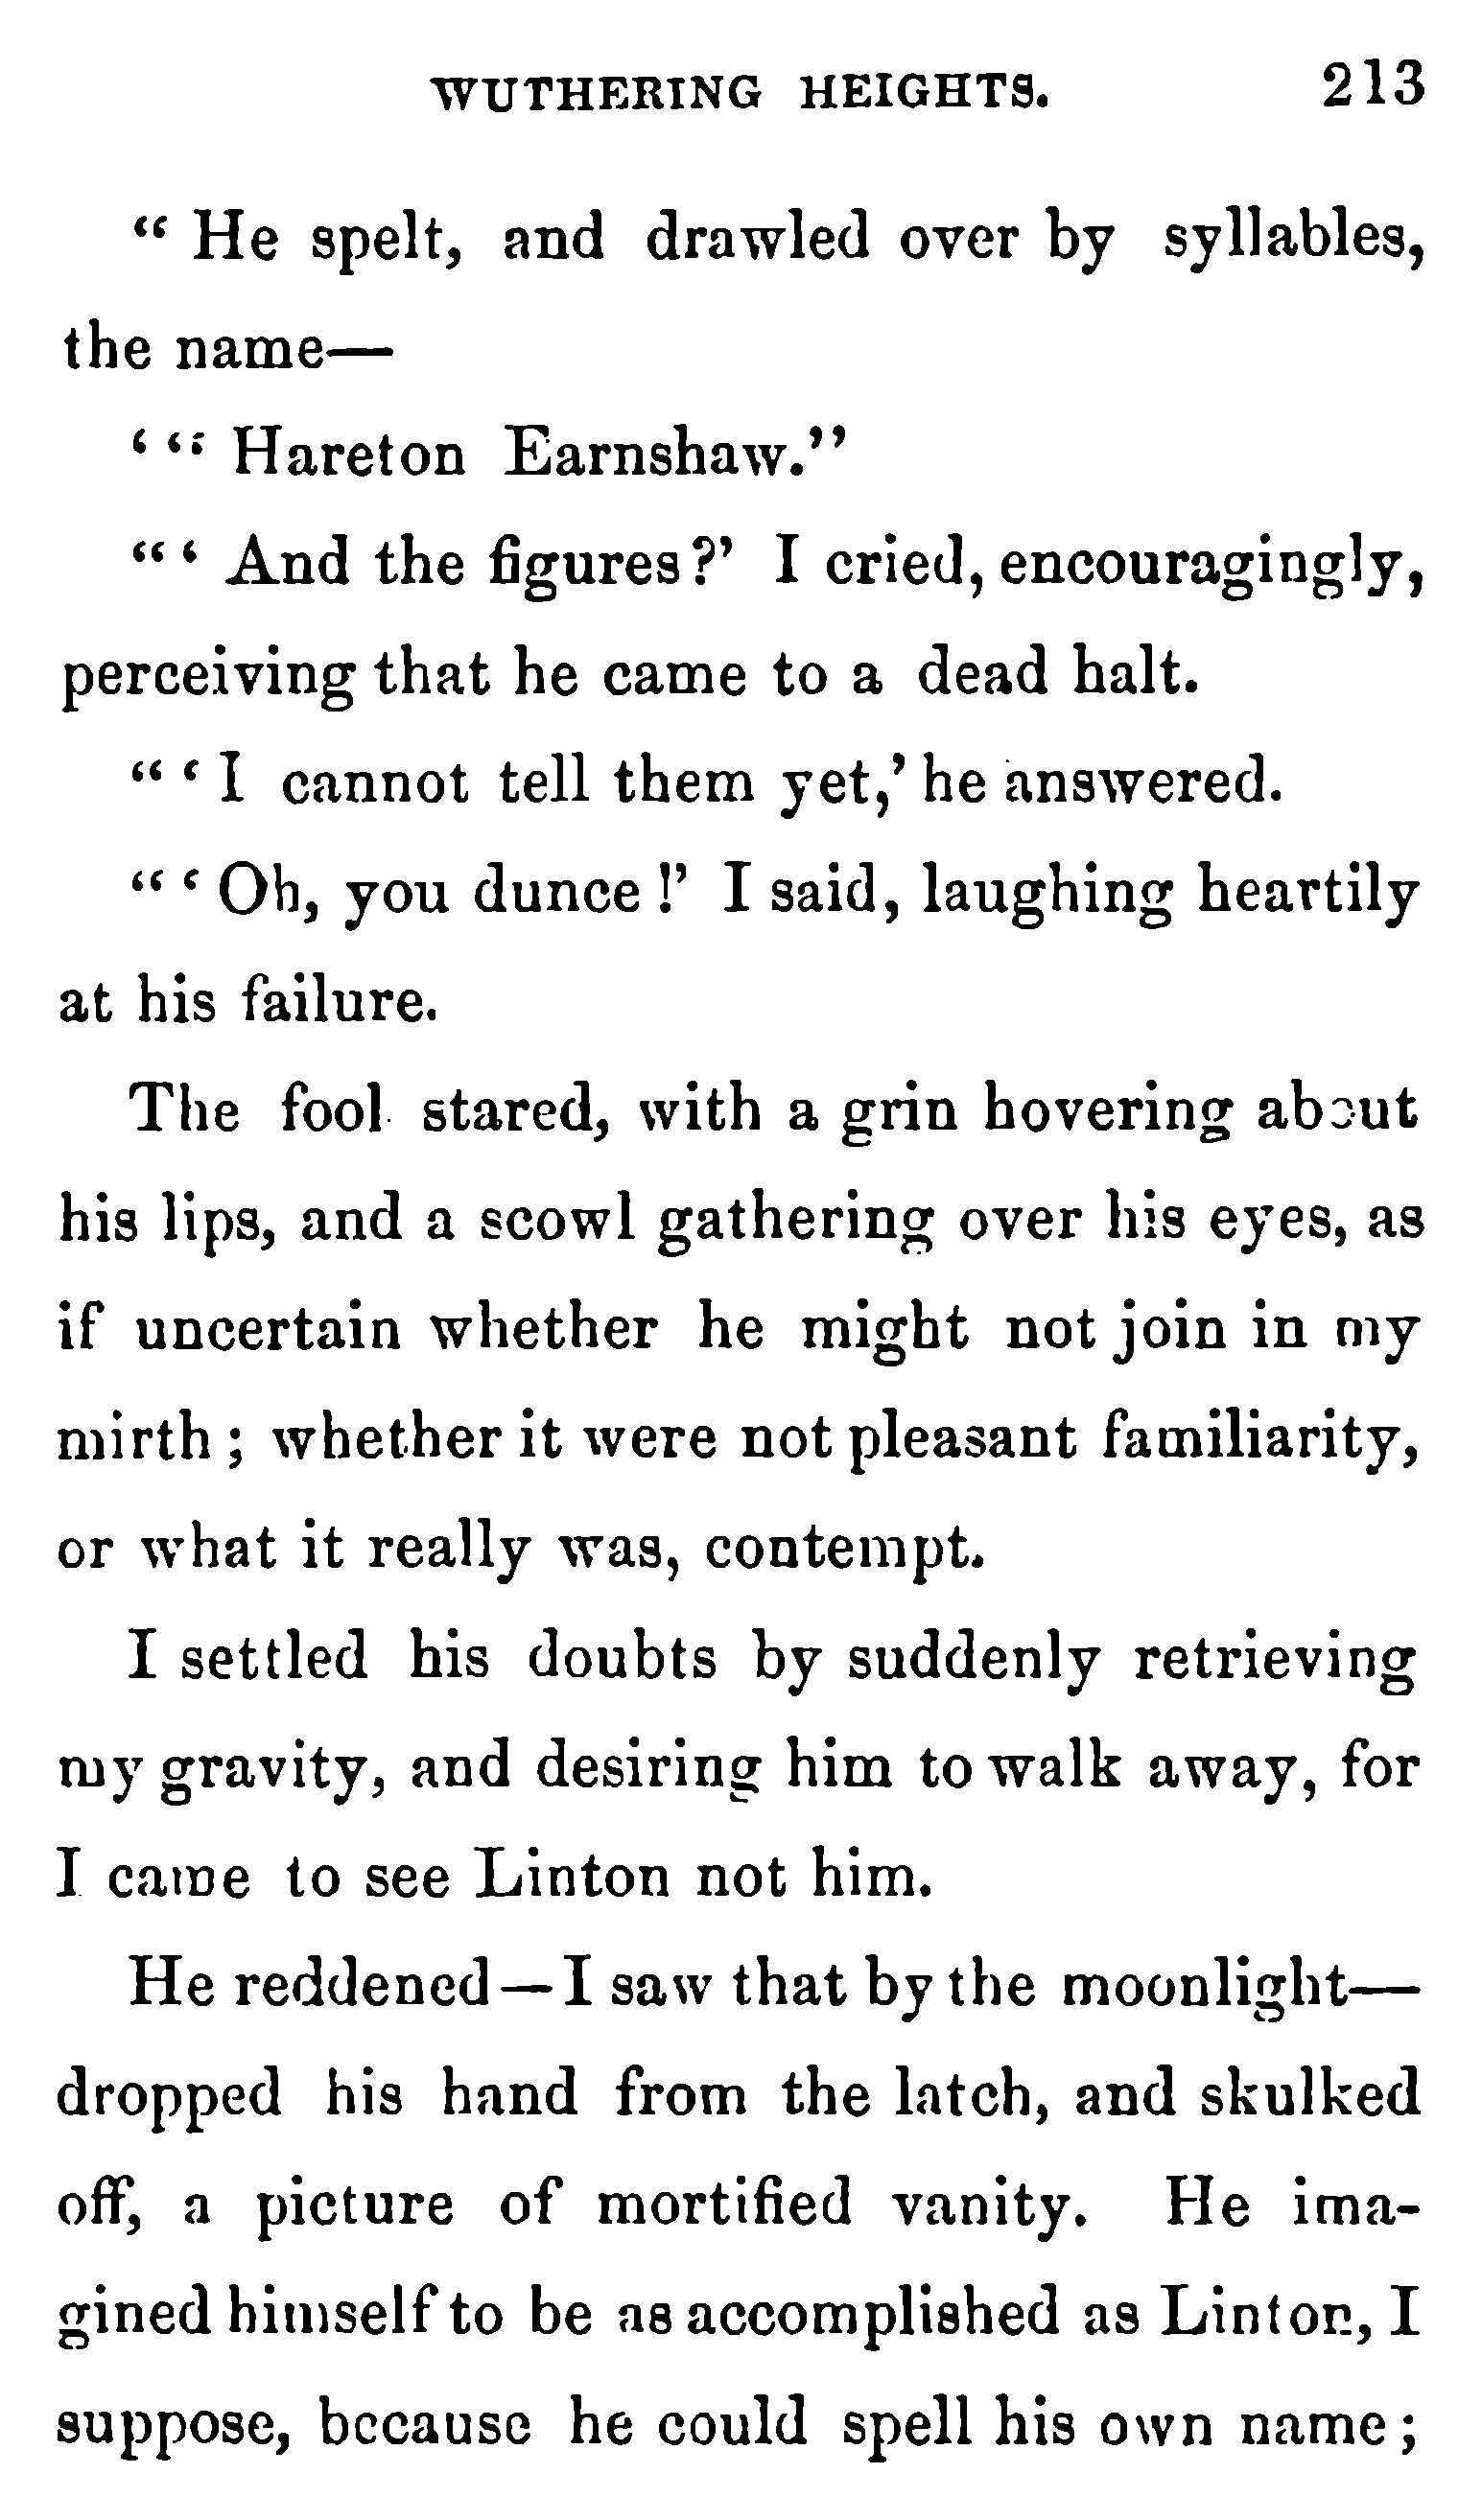 WUTHERING HEIGHTS. 213
“ He spelt, and drawled over by syllables,
the name—
‘ “ Hareton Earnshaw.”
“ ‘ And the figures?’ I cried, encouragingly,
perceiving that he came to a dead halt.
“ ‘ I cannot tell them yet,’ he answered.
“ ‘ Oh, you dunce !’ I said, laughing heartily
at his failure.
The fool stared, with a grin hovering about
his lips, and a scowl gathering over his eyes, as
if uncertain whether he might not join in my
mirth ; whether it were not pleasant familiarity,
or what it really was, contempt.
I settled his doubts by suddenly retrieving
my gravity, and desiring him to walk away, for
I came to see Linton not him.
He reddened—I saw that by the moonlight—
dropped his hand from the latch, and skulked
off, a picture of mortified vanity. He ima-
gined himself to be as accomplished as Linton, I
suppose, because he could spell his own name ;